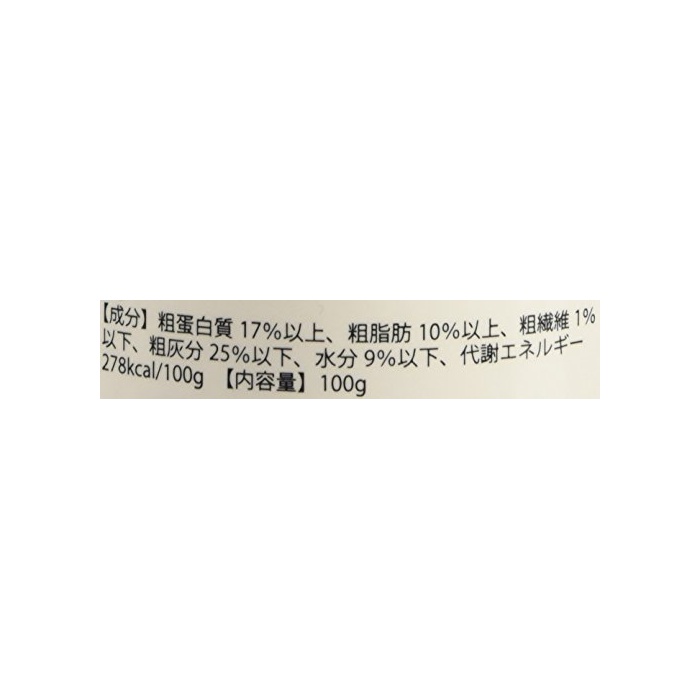 【成分】粗蛋白質 17%以上、粗脂肪 10%以上、粗繊維 1%
以下、粗灰分 25%以下、水分 9%以下、代謝エネルギー
278kcal/100g 【内容量】100g